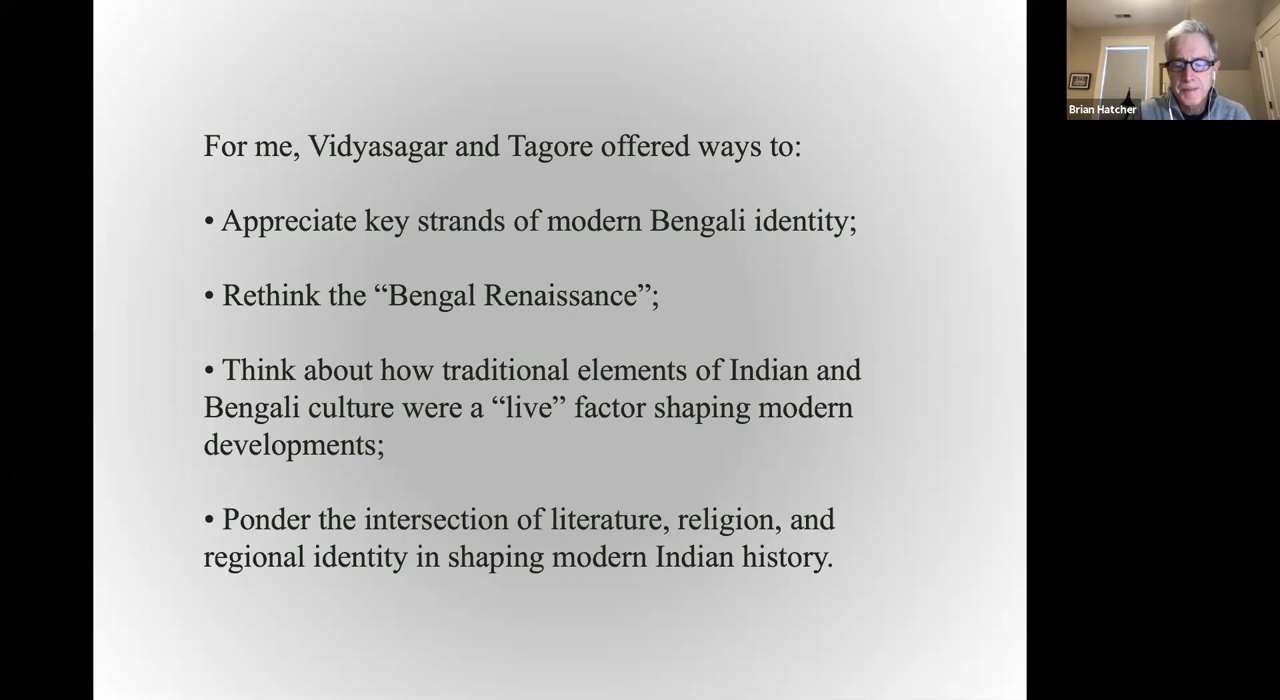 For me, Vidyasagar and Tagore offered ways to:
• Appreciate key strands of modern Bengali identity;
• Rethink the “Bengal Renaissance”;
• Think about how traditional elements of Indian and
Bengali culture were a “live” factor shaping modern
developments;
• Ponder the intersection of literature, religion, and
regional identity in shaping modern Indian history.
Brian Hatcher